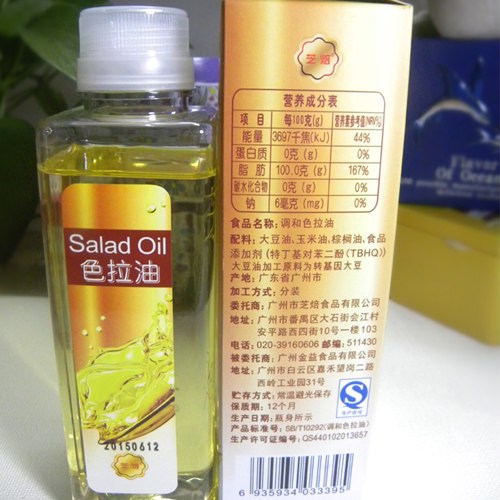 Salad Oil
色拉油
20150612
芝焙
营养成分表
项 目 每100克(g) 营养素参考值(NRV%)
能量 3697千焦(kJ) 44%
蛋白质 0克(g) 0%
脂 肪 100.0克(g) 167%
碳水化合物 0克(g) 0%
钠 6毫克(mg) 0%
食品名称: 调和色拉油
配料: 大豆油、玉米油、棕榈油、食品
添加剂 (特丁基对苯二酚(TBHQ))
大豆油加工原料为转基因大豆
产地: 广东省广州市
加工方式: 分装
委托商: 广州市芝焙食品有限公司
地址: 广州市番禺区大石街会江村
安平路西四街10号一层103
电话: 020-39160606 邮编: 511430
被委托商: 广州金益食品有限公司
地址: 广州市白云区嘉禾望岗二路
西岭工业园31号
贮存方式: 常温避光保存
保质期: 12个月
生产日期: 瓶身所示
产品标准号: SB/T10292(调和色拉油)
生产许可证编号: QS440102013657
生产许可
6 935934 033395
Flavor
Of Ocean